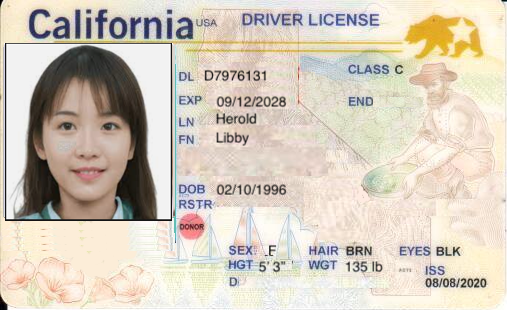 California USA DRIVER LICENSE
DL D7976131 CLASS C
EXP 09/12/2028 END
LN Herold
FN Libby
DOB 02/10/1996
RSTR
DONOR
SEX F HAIR BRN EYES BLK
HGT 5' 3" WGT 135 lb ISS
D 08/08/2020